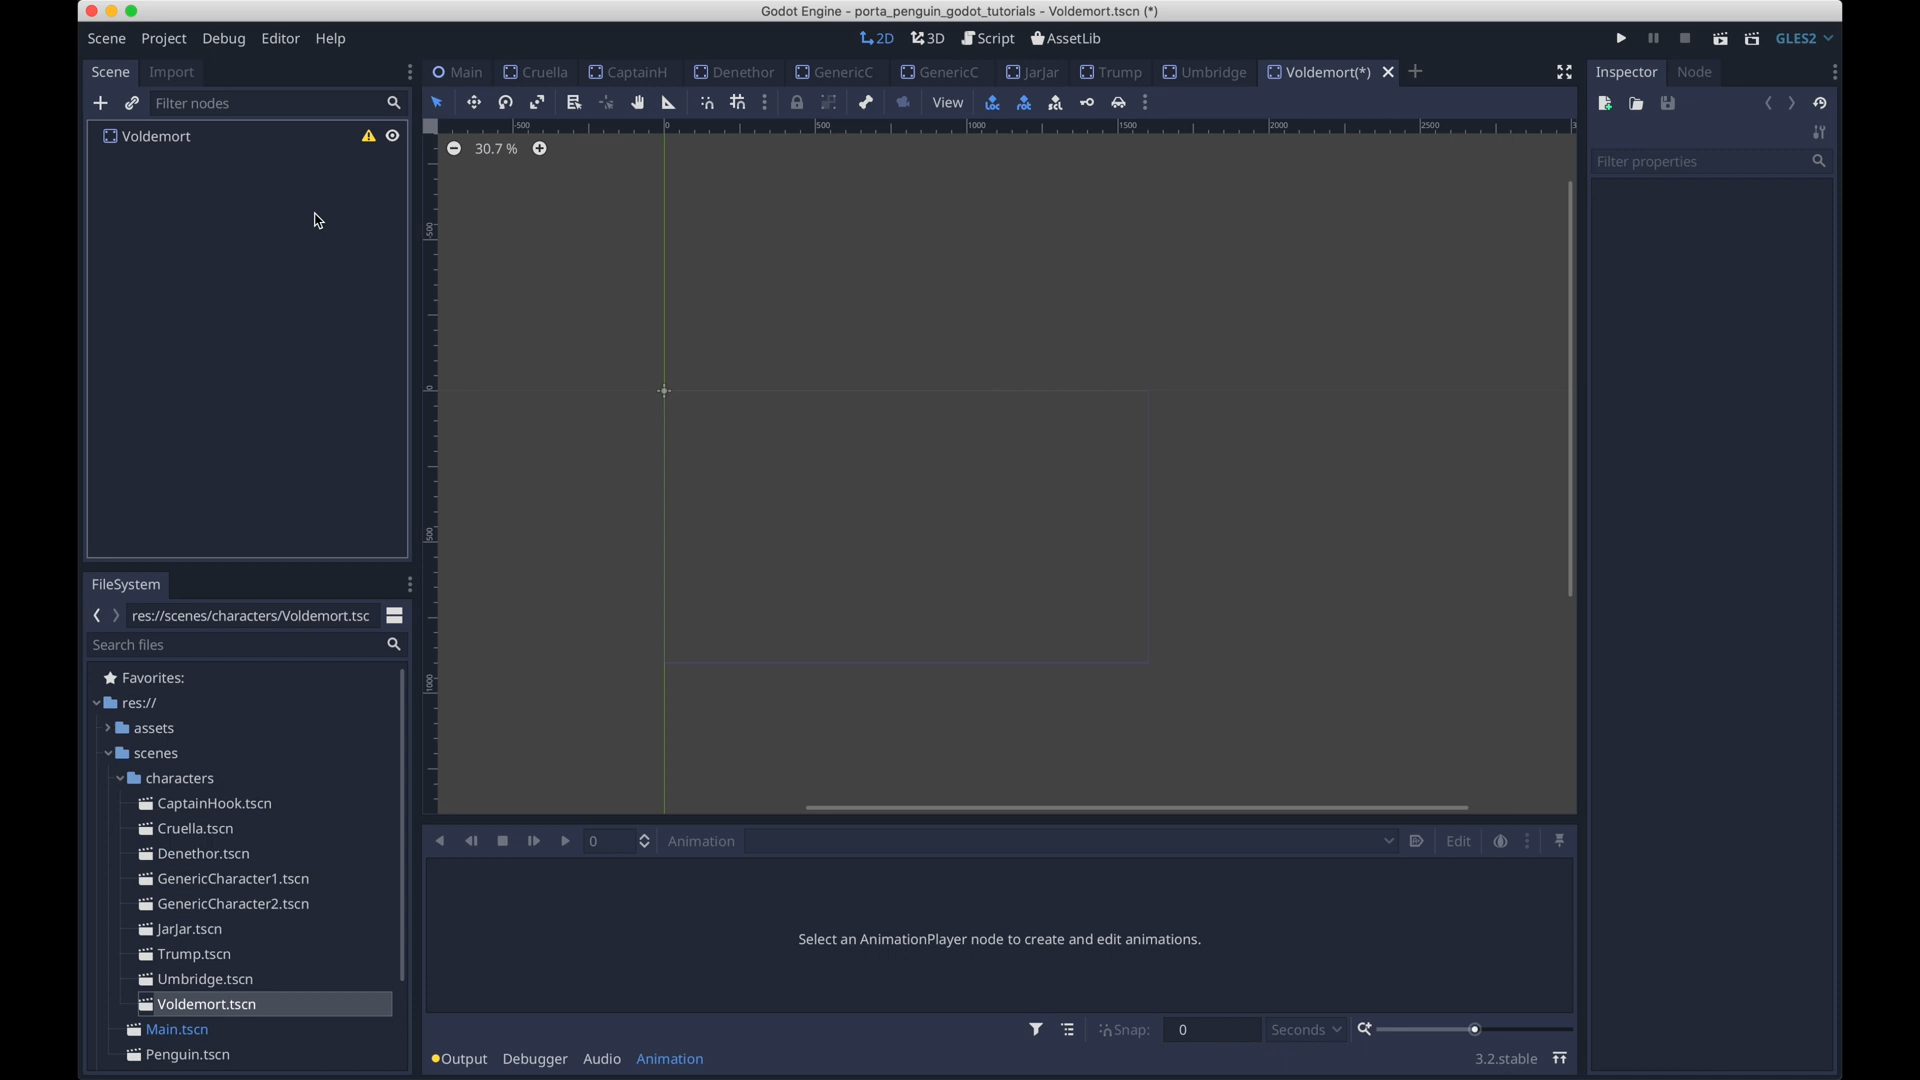 Godot Engine - porta_penguin_godot_tutorials - Voldemort.tscn (*)
Scene Project Debug Editor Help
2D 3D Script AssetLib
GLES2
Scene Import
Main Cruella CaptainH Denethor GenericC GenericC JarJar Trump Umbridge Voldemort(*)
Inspector Node
Filter nodes
View
Voldemort
-500 0 500 1000 1500 2000 2500 3
30.7 %
Filter properties
-500
0
500
1000
FileSystem
res://scenes/characters/Voldemort.tsc
Search files
Favorites:
res://
assets
scenes
characters
CaptainHook.tscn
Cruella.tscn
Denethor.tscn
GenericCharacter1.tscn
GenericCharacter2.tscn
JarJar.tscn
Trump.tscn
Umbridge.tscn
Voldemort.tscn
Main.tscn
Penguin.tscn
0 Animation Edit
Select an AnimationPlayer node to create and edit animations.
Snap: 0 Seconds
Output Debugger Audio Animation
3.2.stable